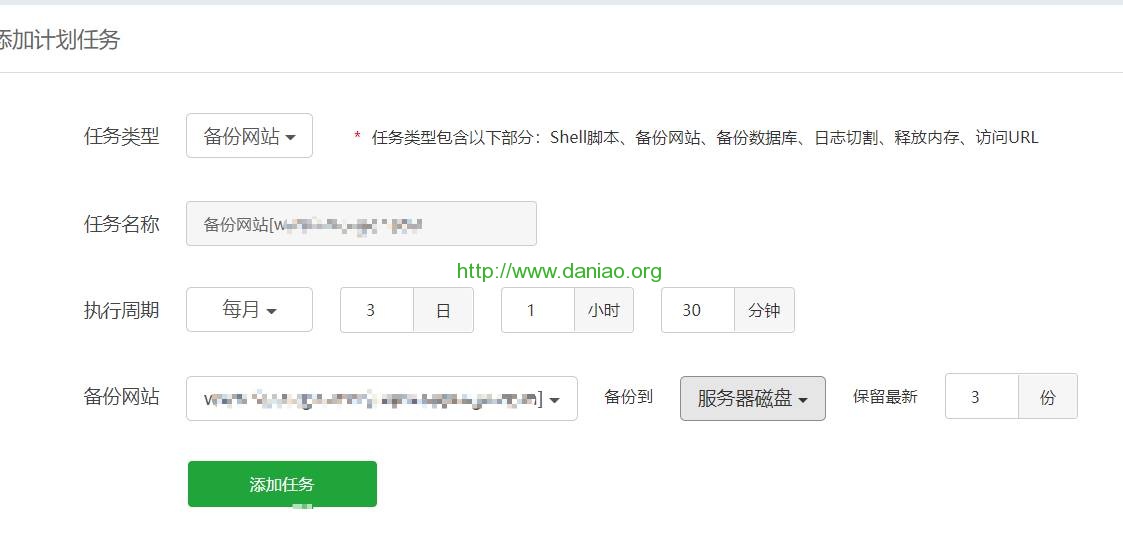 添加计划任务
任务类型 备份网站 * 任务类型包含以下部分：Shell脚本、备份网站、备份数据库、日志切割、释放内存、访问URL
任务名称 备份网站[w
http://www.daniao.org
执行周期 每月 3 日 1 小时 30 分钟
备份网站 备份到 服务器磁盘 保留最新 3 份
添加任务